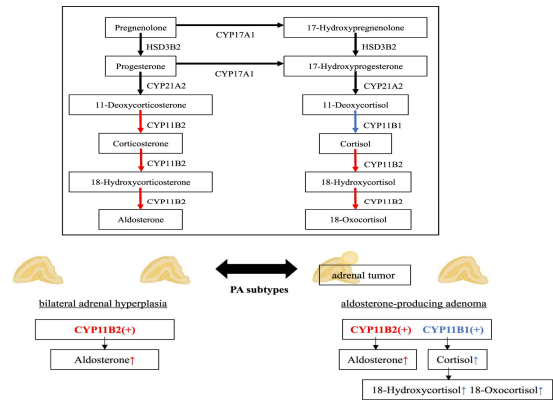 Pregnenolone
17-Hydroxypregnenolone
CYP17A1
HSD3B2
HSD3B2
Progesterone
17-Hydroxyprogesterone
CYP17A1
CYP21A2
CYP21A2
11-Deoxycorticosterone
11-Deoxycortisol
CYP11B2
CYP11B1
Corticosterone
Cortisol
CYP11B2
CYP11B2
18-Hydroxycorticosterone
18-Hydroxycortisol
CYP11B2
CYP11B2
Aldosterone
18-Oxocortisol
adrenal tumor
PA subtypes
bilateral adrenal hyperplasia
aldosterone-producing adenoma
CYP11B2(+)
CYP11B2(+) CYP11B1(+)
Aldosterone↑
Aldosterone↑
Cortisol↑
18-Hydroxycortisol↑ 18-Oxocortisol↑